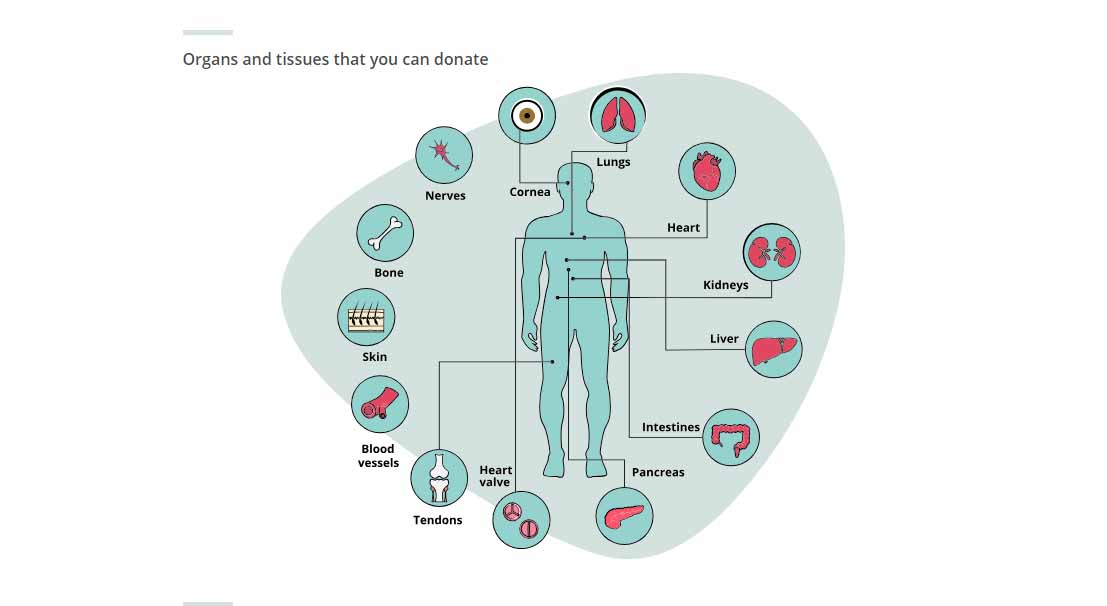 Organs and tissues that you can donate
Lungs
Cornea
Nerves
Heart
Bone
Kidneys
Liver
Skin
Intestines
Blood
vessels
Heart
valve
Pancreas
Tendons